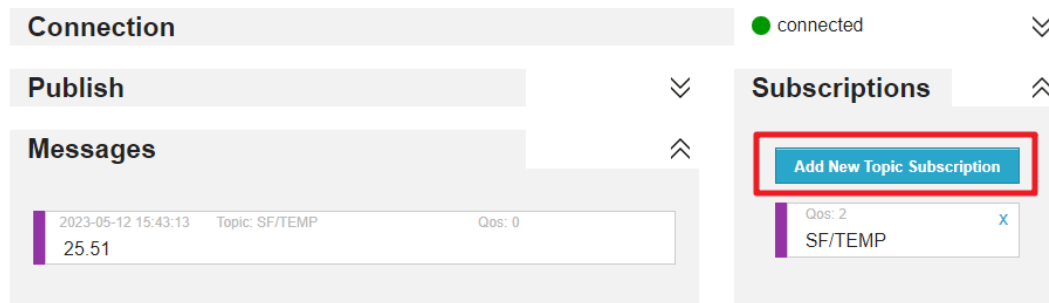 Connection
connected
Publish
Subscriptions
Messages
Add New Topic Subscription
2023-05-12 15:43:13 Topic: SF/TEMP Qos: 0
25.51
Qos: 2 x
SF/TEMP